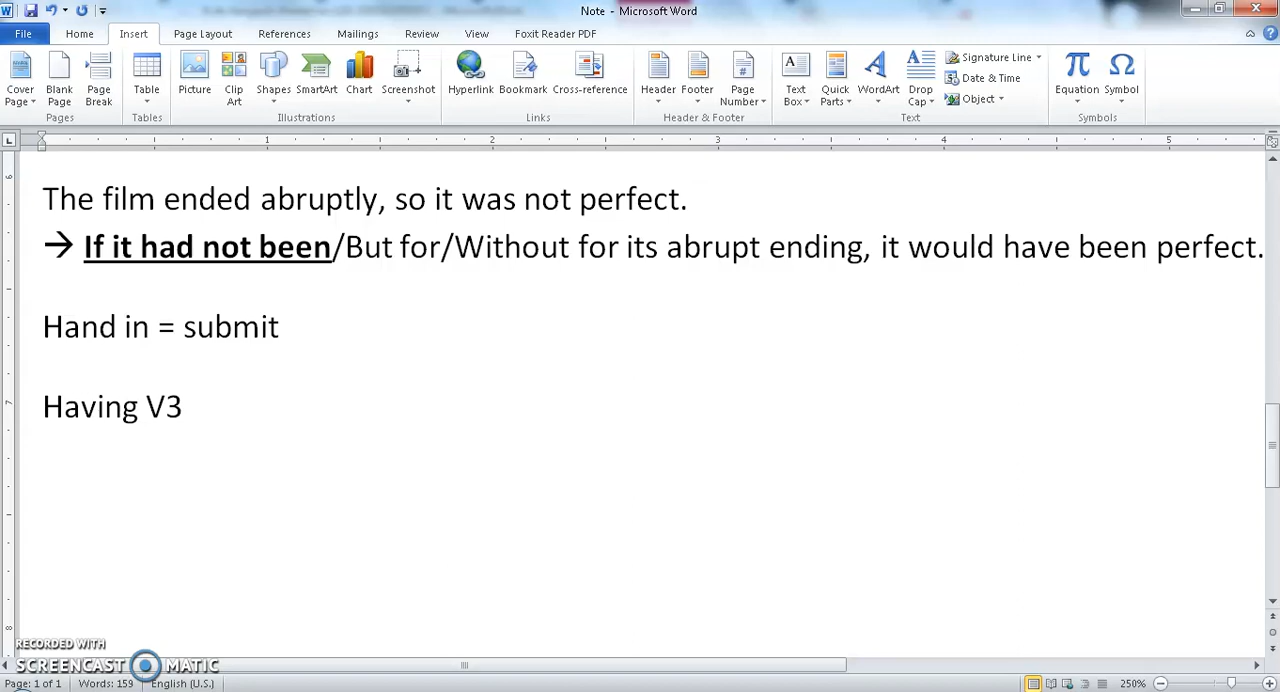 Note - Microsoft Word
File Home Insert Page Layout References Mailings Review View Foxit Reader PDF
Cover Page Blank Page Page Break Table Picture Clip Art Shapes SmartArt Chart Screenshot Hyperlink Bookmark Cross-reference Header Footer Page Number Text Box Quick Parts WordArt Drop Cap Signature Line Date & Time Object Equation Symbol
Pages Tables Illustrations Links Header & Footer Text Symbols
1 2 3 4 5
The film ended abruptly, so it was not perfect.
→ If it had not been/But for/Without for its abrupt ending, it would have been perfect.
Hand in = submit
Having V3
RECORDED WITH
SCREENCAST MATIC
Page: 1 of 1 Words: 159 English (U.S.) 250%